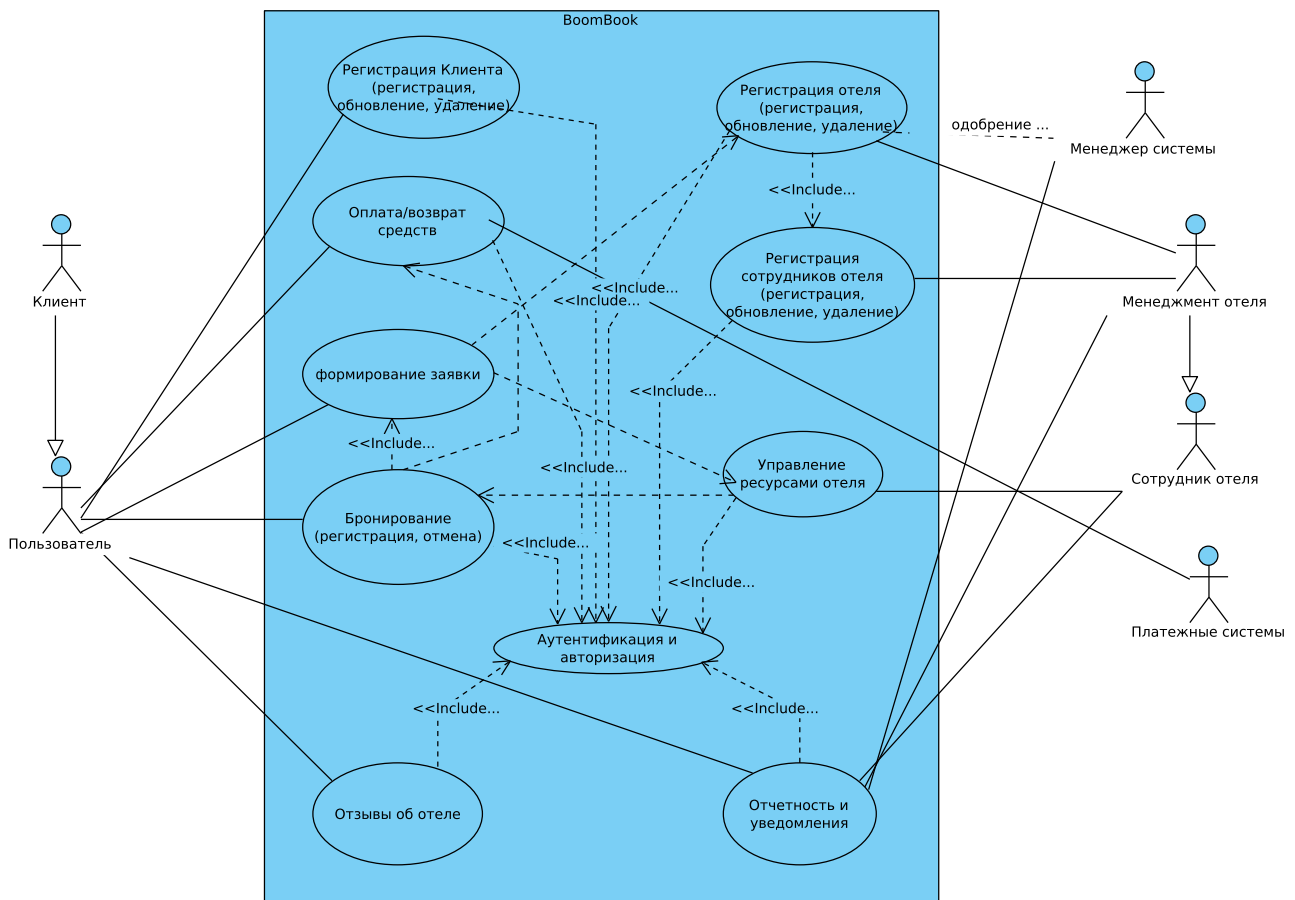 BoomBook
Регистрация Клиента
(регистрация,
обновление, удаление)
Регистрация отеля
(регистрация,
обновление, удаление)
одобрение ...
Менеджер системы
<<Include...
Оплата/возврат
средств
Регистрация
сотрудников отеля
(регистрация,
обновление, удаление)
Клиент
Менеджмент отеля
<<Include...
<<Include...
формирование заявки
<<Include...
<<Include...
<<Include...
Управление
ресурсами отеля
Сотрудник отеля
Бронирование
(регистрация, отмена)
Пользователь
<<Include...
<<Include...
Аутентификация и
авторизация
Платежные системы
<<Include...
<<Include...
Отзывы об отеле
Отчетность и
уведомления